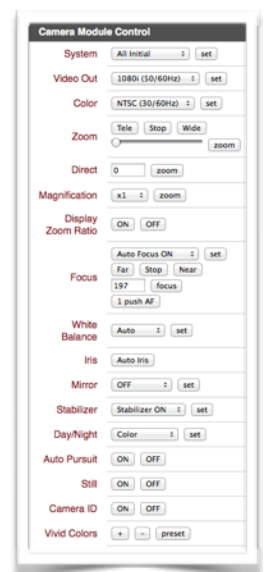 Camera Module Control
System All Initial set
Video Out 1080i (50/60Hz) set
Color NTSC (30/60Hz) set
Zoom Tele Stop Wide
zoom
Direct 0 zoom
Magnification x1 zoom
Display Zoom Ratio ON OFF
Auto Focus ON set
Focus Far Stop Near
197 focus
1 push AF
White Balance Auto set
Iris Auto Iris
Mirror OFF set
Stabilizer Stabilizer ON set
Day/Night Color set
Auto Pursuit ON OFF
Still ON OFF
Camera ID ON OFF
Vivid Colors + - preset